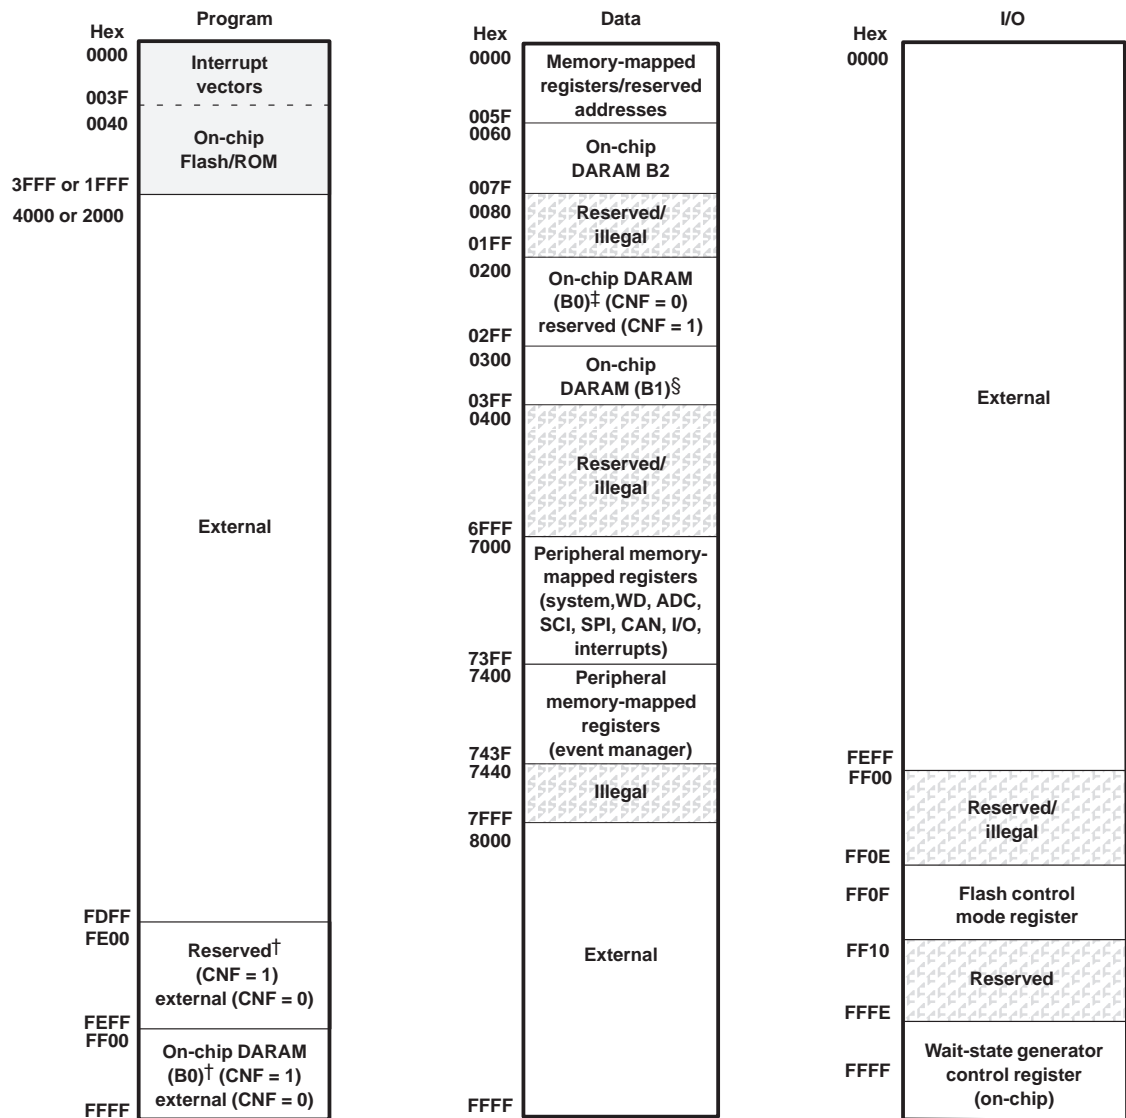 Program
Hex
0000
Interrupt
vectors
003F
0040
On-chip
Flash/ROM
3FFF or 1FFF
4000 or 2000
External
FDFF
FE00
Reserved†
(CNF = 1)
external (CNF = 0)
FEFF
FF00
On-chip DARAM
(B0)† (CNF = 1)
external (CNF = 0)
FFFF
Data
Hex
0000
Memory-mapped
registers/reserved
addresses
005F
0060
On-chip
DARAM B2
007F
0080
Reserved/
illegal
01FF
0200
On-chip DARAM
(B0)‡ (CNF = 0)
reserved (CNF = 1)
02FF
0300
On-chip
DARAM (B1)§
03FF
0400
Reserved/
illegal
6FFF
7000
Peripheral memory-
mapped registers
(system,WD, ADC,
SCI, SPI, CAN, I/O,
interrupts)
73FF
7400
Peripheral
memory-mapped
registers
(event manager)
743F
7440
Illegal
7FFF
8000
External
FFFF
I/O
Hex
0000
External
FEFF
FF00
Reserved/
illegal
FF0E
FF0F
Flash control
mode register
FF10
Reserved
FFFE
FFFF
Wait-state generator
control register
(on-chip)